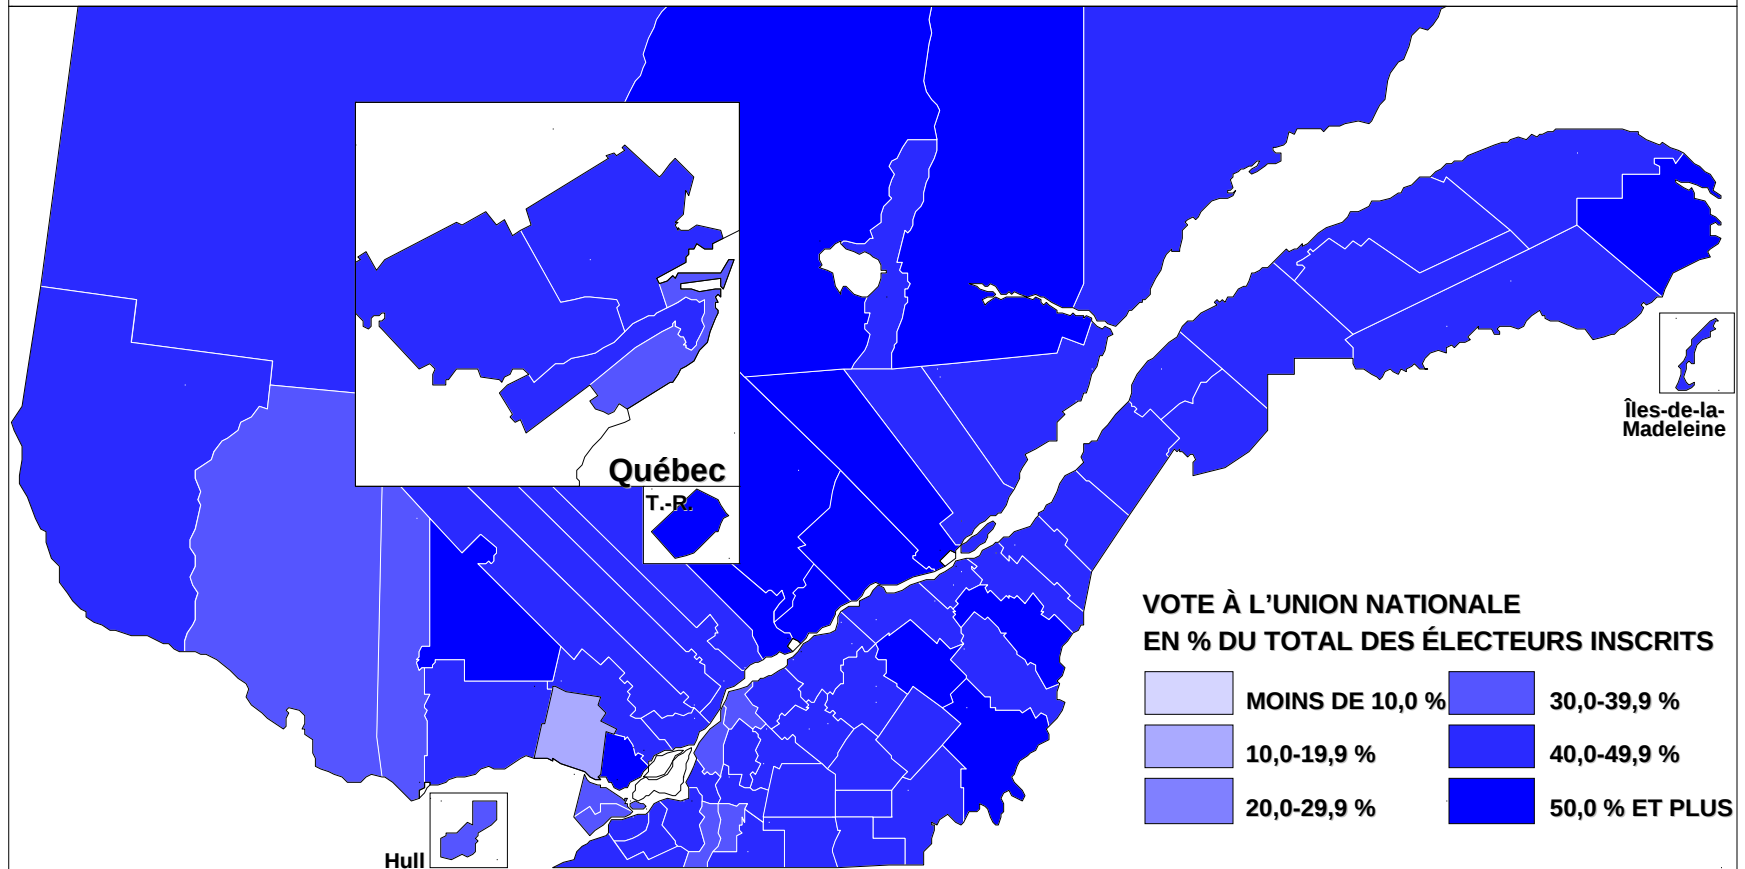 Québec
T.-R.
Îles-de-la-
Madeleine
VOTE À L’UNION NATIONALE
EN % DU TOTAL DES ÉLECTEURS INSCRITS
MOINS DE 10,0 %
30,0-39,9 %
10,0-19,9 %
40,0-49,9 %
20,0-29,9 %
50,0 % ET PLUS
Hull